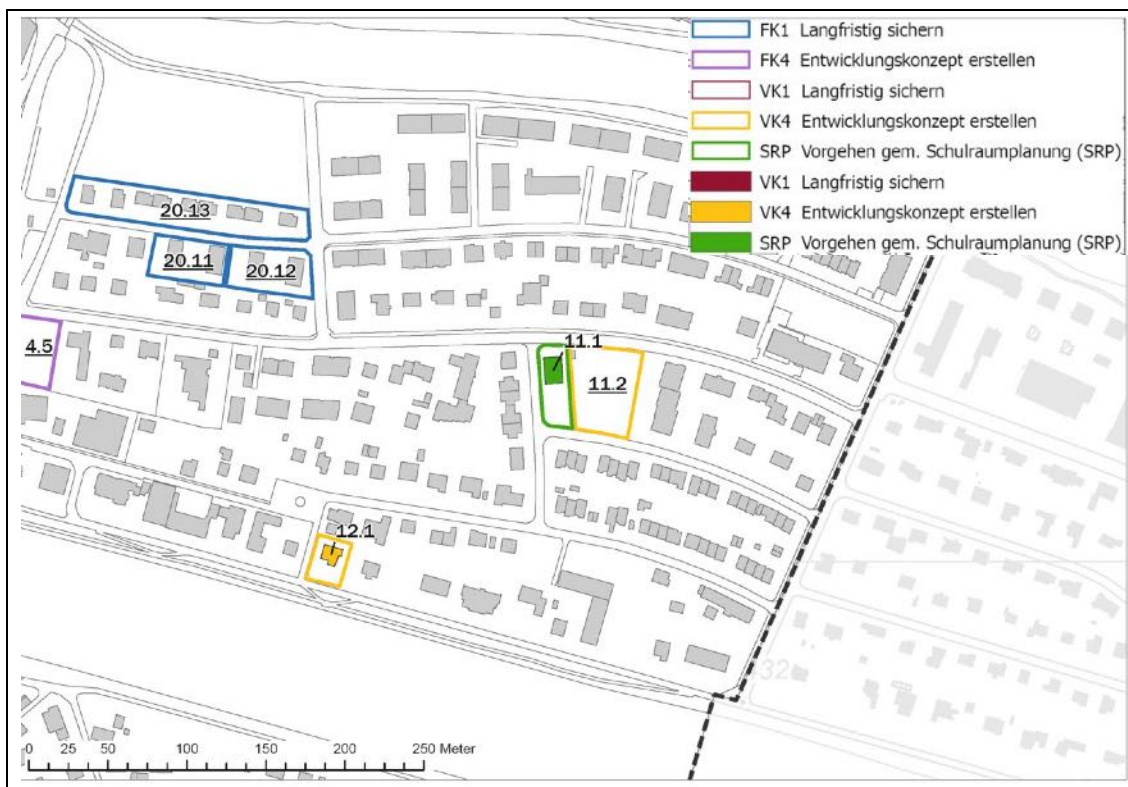 FK1 Langfristig sichern
FK4 Entwicklungskonzept erstellen
VK1 Langfristig sichern
VK4 Entwicklungskonzept erstellen
SRP Vorgehen gem. Schulraumplanung (SRP)
VK1 Langfristig sichern
VK4 Entwicklungskonzept erstellen
SRP Vorgehen gem. Schulraumplanung (SRP)
20.13
20.11
20.12
4.5
11.1
11.2
12.1
32
0 25 50 100 150 200 250 Meter